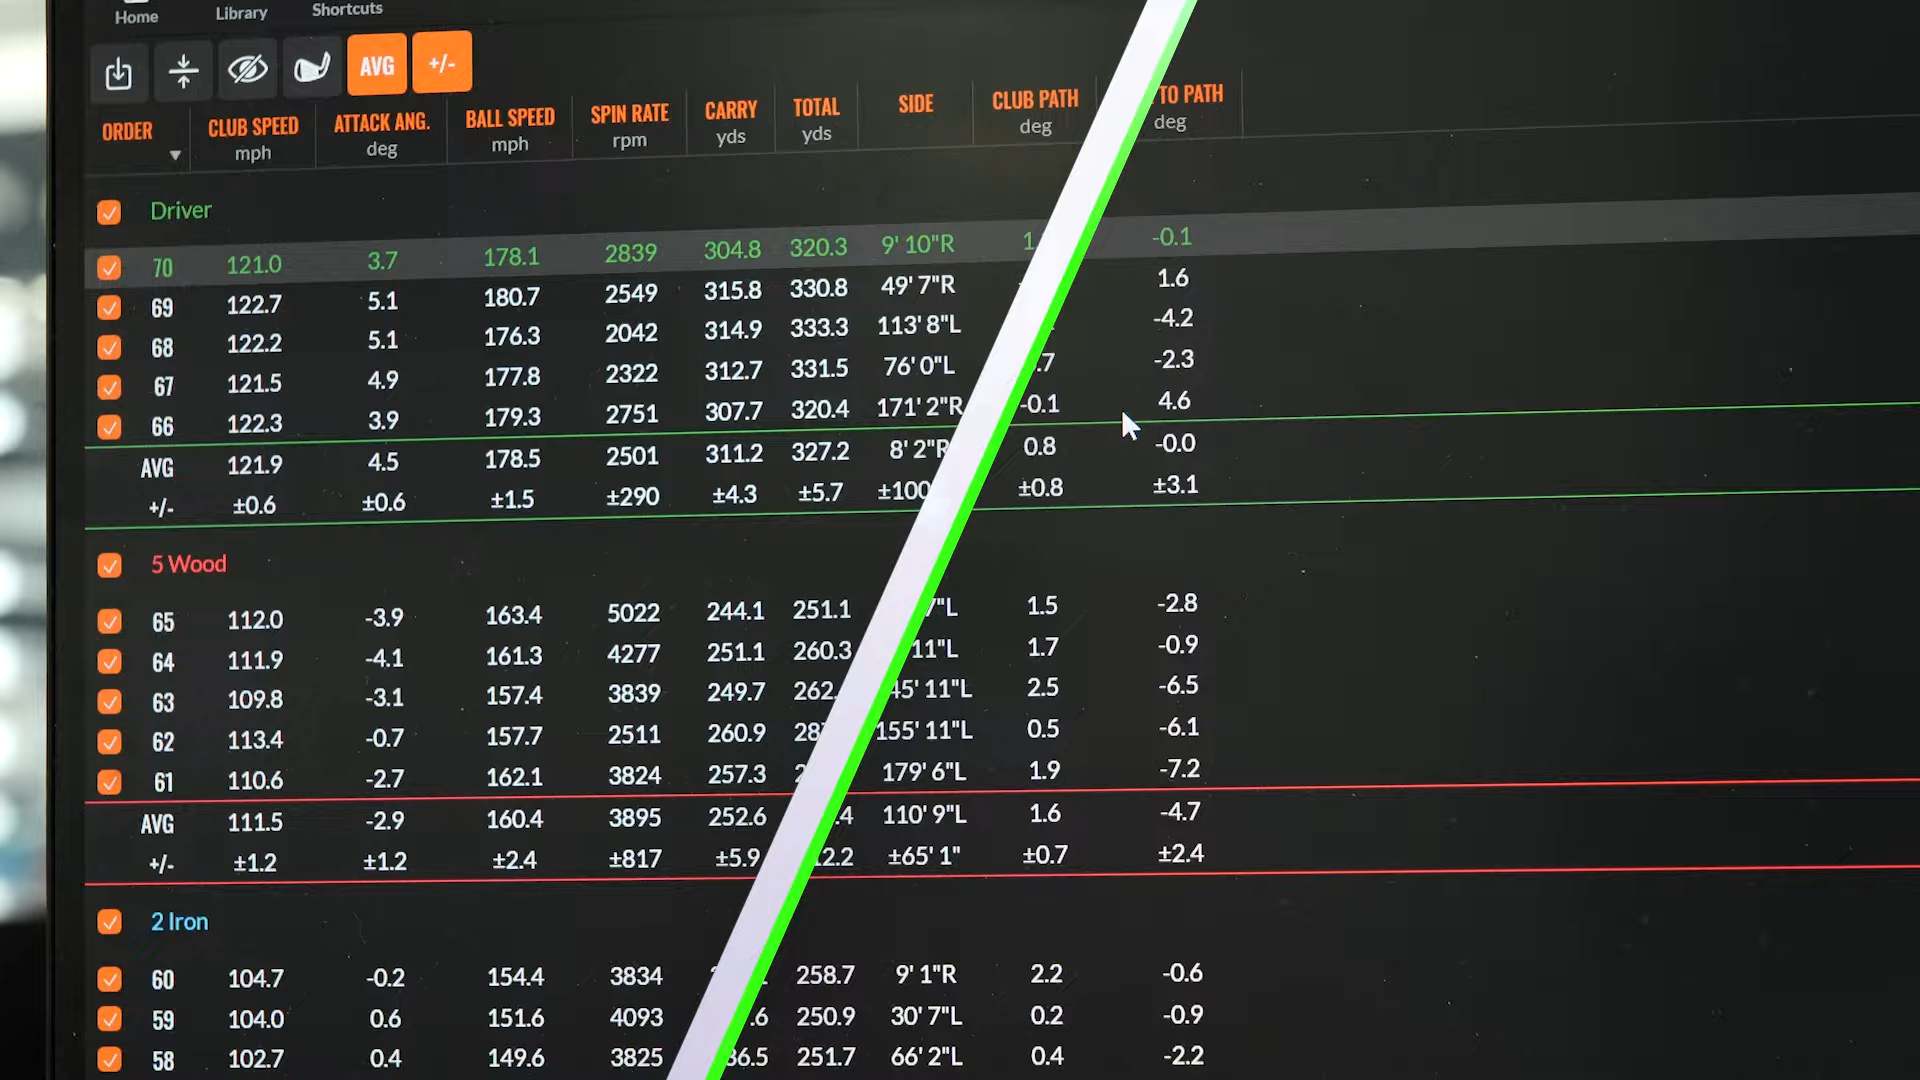 Home Library Shortcuts
AVG +/-
ORDER CLUB SPEED ATTACK ANG. BALL SPEED SPIN RATE CARRY TOTAL SIDE CLUB PATH TO PATH
mph deg mph rpm yds yds deg deg
Driver
70 121.0 3.7 178.1 2839 304.8 320.3 9' 10"R -0.1
69 122.7 5.1 180.7 2549 315.8 330.8 49' 7"R 1.6
68 122.2 5.1 176.3 2042 314.9 333.3 113' 8"L -4.2
67 121.5 4.9 177.8 2322 312.7 331.5 76' 0"L -2.3
66 122.3 3.9 179.3 2751 307.7 320.4 171' 2"R -0.1 4.6
AVG 121.9 4.5 178.5 2501 311.2 327.2 8' 2"R 0.8 -0.0
+/- ±0.6 ±0.6 ±1.5 ±290 ±4.3 ±5.7 ±100 ±0.8 ±3.1
5 Wood
65 112.0 -3.9 163.4 5022 244.1 251.1 1.5 -2.8
64 111.9 -4.1 161.3 4277 251.1 260.3 11"L 1.7 -0.9
63 109.8 -3.1 157.4 3839 249.7 262. 45' 11"L 2.5 -6.5
62 113.4 -0.7 157.7 2511 260.9 155' 11"L 0.5 -6.1
61 110.6 -2.7 162.1 3824 257.3 179' 6"L 1.9 -7.2
AVG 111.5 -2.9 160.4 3895 252.6 .4 110' 9"L 1.6 -4.7
+/- ±1.2 ±1.2 ±2.4 ±817 ±5.9 12.2 ±65' 1" ±0.7 ±2.4
2 Iron
60 104.7 -0.2 154.4 3834 258.7 9' 1"R 2.2 -0.6
59 104.0 0.6 151.6 4093 .6 250.9 30' 7"L 0.2 -0.9
58 102.7 0.4 149.6 3825 36.5 251.7 66' 2"L 0.4 -2.2